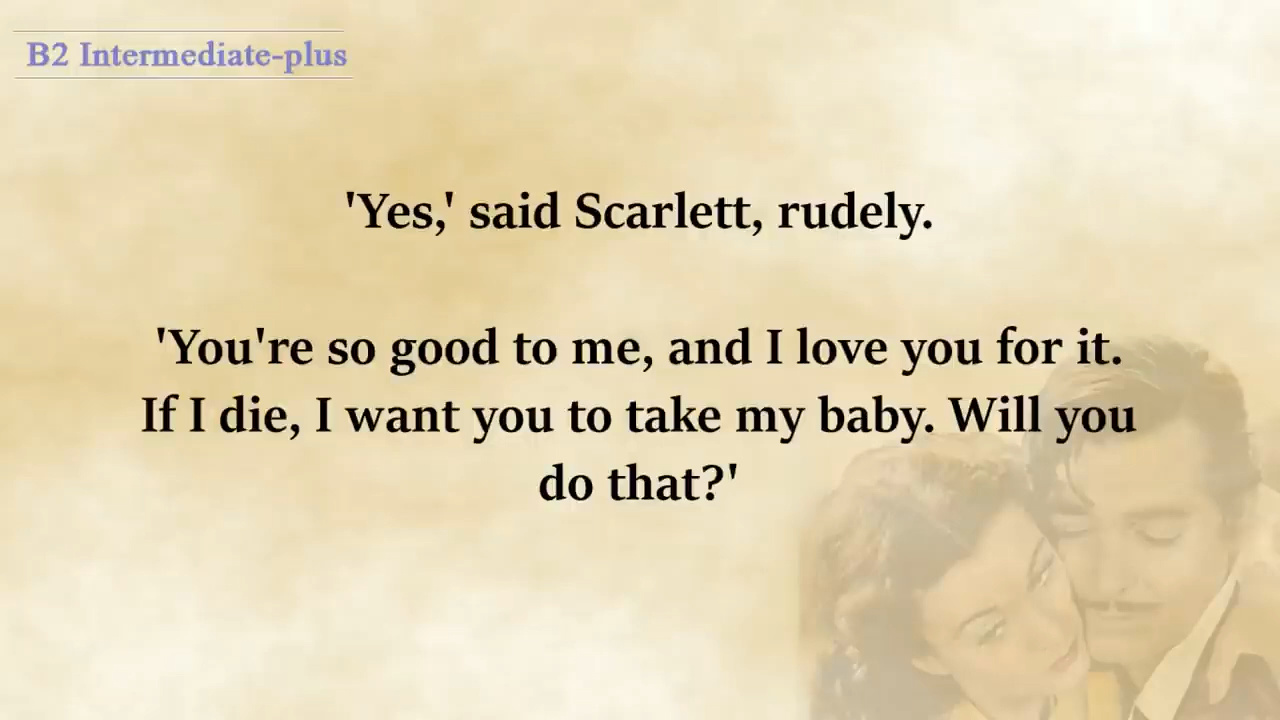 B2 Intermediate-plus
'Yes,' said Scarlett, rudely.
'You're so good to me, and I love you for it.
If I die, I want you to take my baby. Will you
do that?'